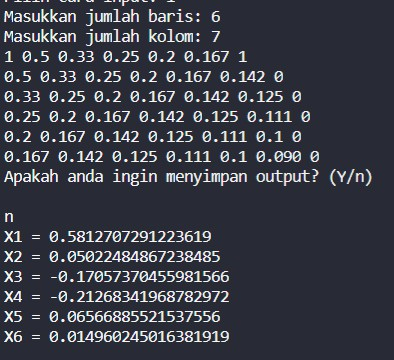 Pilih cara input: 1
Masukkan jumlah baris: 6
Masukkan jumlah kolom: 7
1 0.5 0.33 0.25 0.2 0.167 1
0.5 0.33 0.25 0.2 0.167 0.142 0
0.33 0.25 0.2 0.167 0.142 0.125 0
0.25 0.2 0.167 0.142 0.125 0.111 0
0.2 0.167 0.142 0.125 0.111 0.1 0
0.167 0.142 0.125 0.111 0.1 0.090 0
Apakah anda ingin menyimpan output? (Y/n)
n
X1 = 0.5812707291223619
X2 = 0.05022484867238485
X3 = -0.17057370455981566
X4 = -0.21268341968782972
X5 = 0.06566885521537556
X6 = 0.014960245016381919